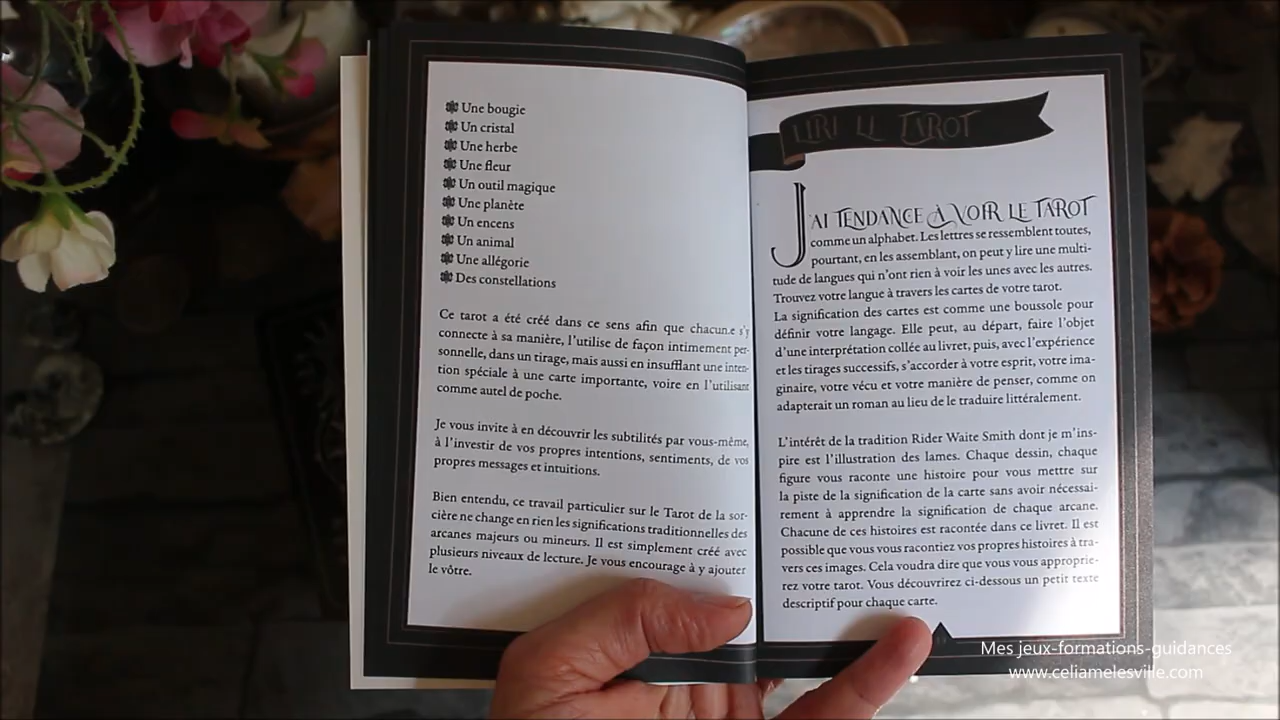 Une bougie
Un cristal
Une herbe
Une fleur
Un outil magique
Une planète
Un encens
Un animal
Une allégorie
Des constellations
Ce tarot a été créé dans ce sens afin que chacun.e s'y
connecte à sa manière, l'utilise de façon intimement per-
sonnelle, dans un tirage, mais aussi en insufflant une inten-
tion spéciale à une carte importante, voire en l'utilisant
comme autel de poche.
Je vous invite à en découvrir les subtilités par vous-même,
à l'investir de vos propres intentions, sentiments, de vos
propres messages et intuitions.
Bien entendu, ce travail particulier sur le Tarot de la sor-
cière ne change en rien les significations traditionnelles des
arcanes majeurs ou mineurs. Il est simplement créé avec
plusieurs niveaux de lecture. Je vous encourage à y ajouter
le vôtre.
LIRE LE TAROT
J'AI TENDANCE À VOIR LE TAROT
comme un alphabet. Les lettres se ressemblent toutes,
pourtant, en les assemblant, on peut y lire une multi-
tude de langues qui n'ont rien à voir les unes avec les autres.
Trouvez votre langue à travers les cartes de votre tarot.
La signification des cartes est comme une boussole pour
définir votre langage. Elle peut, au départ, faire l'objet
d'une interprétation collée au livret, puis, avec l'expérience
et les tirages successifs, s'accorder à votre esprit, votre ima-
ginaire, votre vécu et votre manière de penser, comme on
adapterait un roman au lieu de le traduire littéralement.
L'intérêt de la tradition Rider Waite Smith dont je m'ins-
pire est l'illustration des lames. Chaque dessin, chaque
figure vous raconte une histoire pour vous mettre sur
la piste de la signification de la carte sans avoir nécessai-
rement à apprendre la signification de chaque arcane.
Chacune de ces histoires est racontée dans ce livret. Il est
possible que vous vous racontiez vos propres histoires à tra-
vers ces images. Cela voudra dire que vous vous approprie-
rez votre tarot. Vous découvrirez ci-dessous un petit texte
descriptif pour chaque carte.
Mes jeux-formations-guidances
www.celiamelesville.com